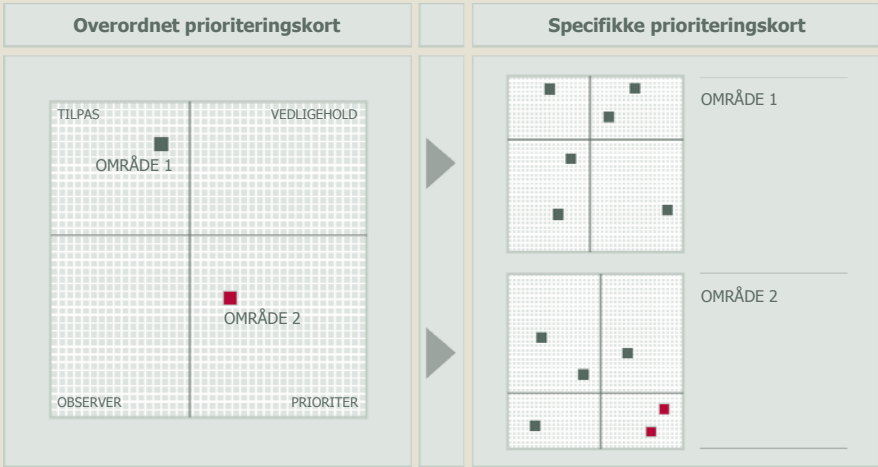 Overordnet prioriteringskort
Specifikke prioriteringskort
TILPAS
VEDLIGEHOLD
OMRÅDE 1
OMRÅDE 2
OBSERVER
PRIORITER
OMRÅDE 1
OMRÅDE 2